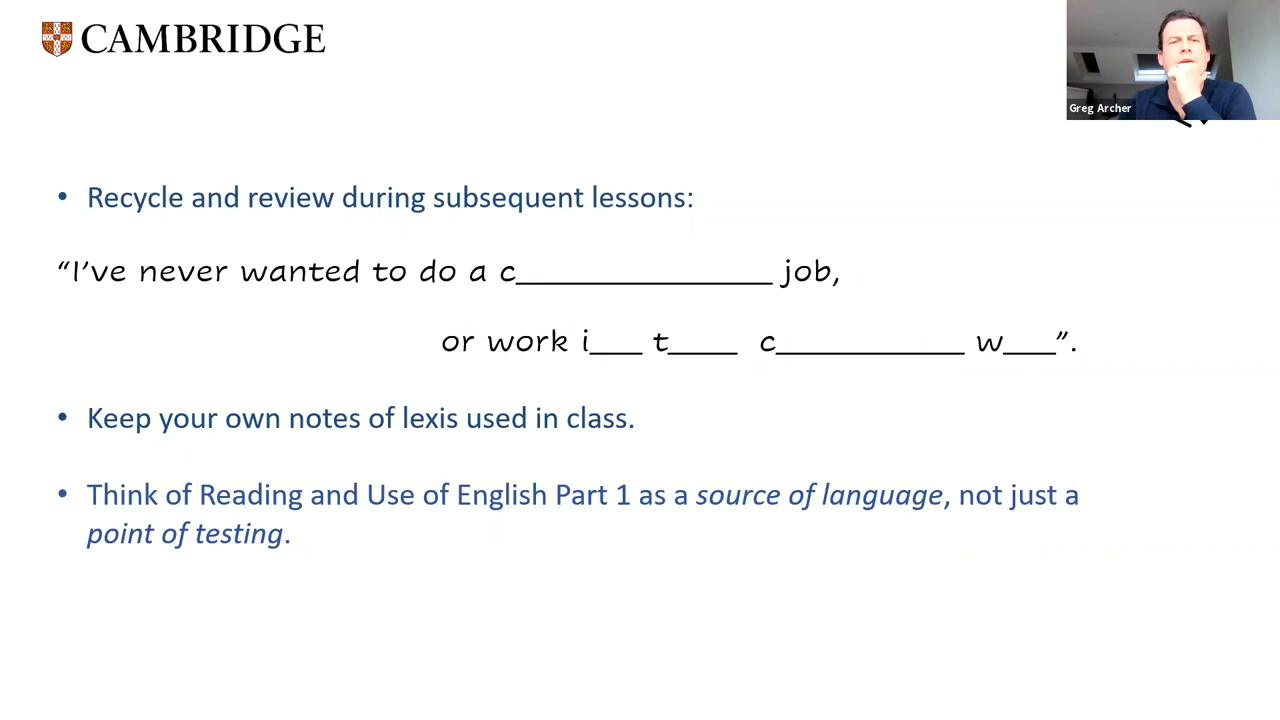 CAMBRIDGE
Greg Archer
• Recycle and review during subsequent lessons:
“I’ve never wanted to do a c________________ job,
or work i___ t____ c___________ w___”.
• Keep your own notes of lexis used in class.
• Think of Reading and Use of English Part 1 as a source of language, not just a
point of testing.